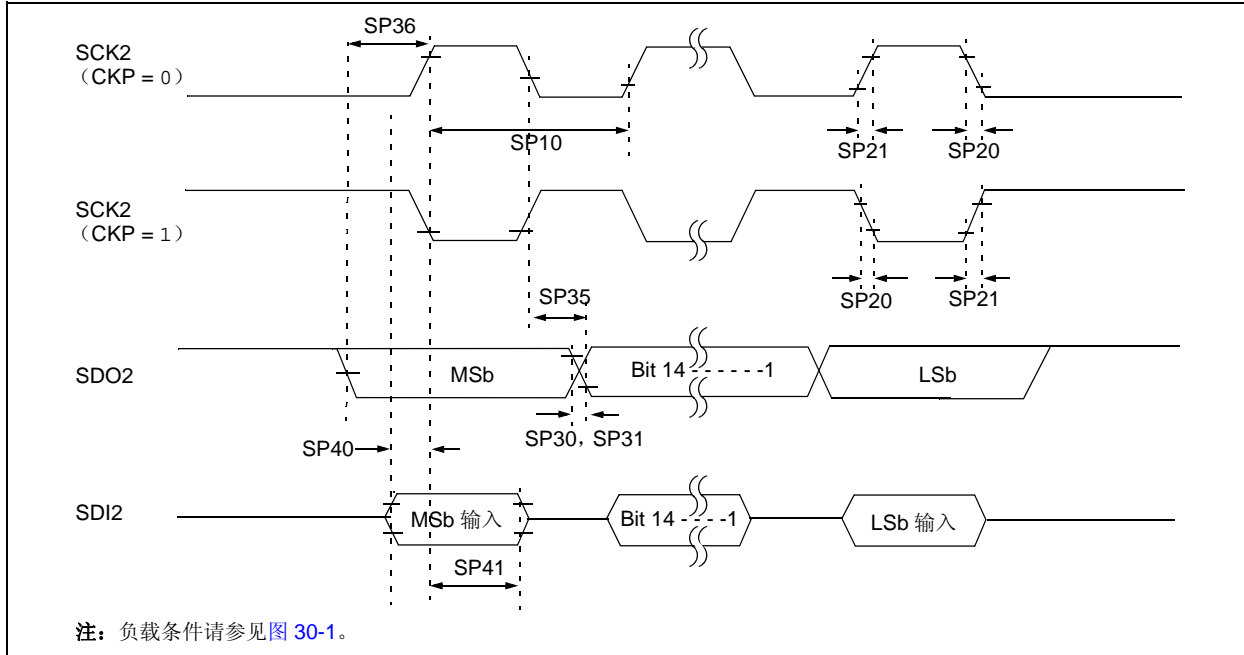 SP36
SCK2
（CKP = 0）
SP10
SP21
SP20
SCK2
（CKP = 1）
SP35
SP20
SP21
SDO2
MSb
Bit 14 - - - - - -1
LSb
SP30，SP31
SP40
SDI2
MSb 输入
Bit 14 - - - -1
LSb 输入
SP41
注：负载条件请参见图 30-1。